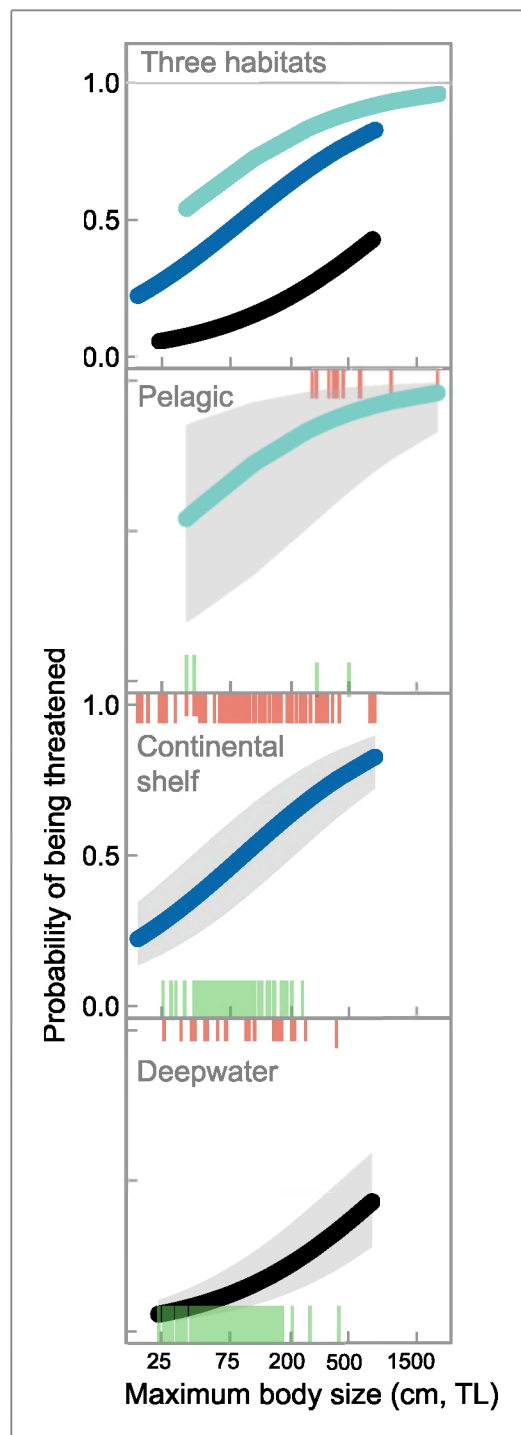 Three habitats
1.0
0.5
0.0
Pelagic
Probability of being threatened
1.0
Continental
shelf
0.5
0.0
Deepwater
25 75 200 500 1500
Maximum body size (cm, TL)